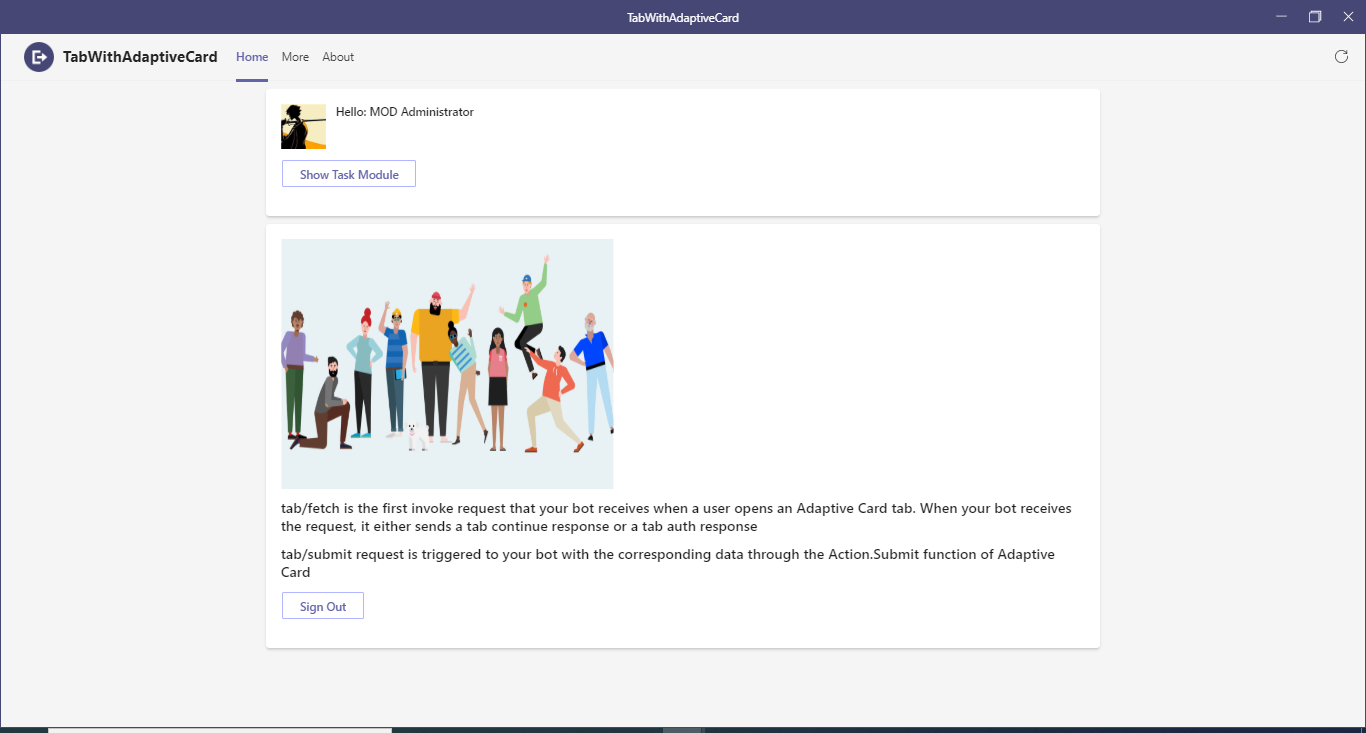 TabWithAdaptiveCard
TabWithAdaptiveCard Home More About
Hello: MOD Administrator
Show Task Module
tab/fetch is the first invoke request that your bot receives when a user opens an Adaptive Card tab. When your bot receives
the request, it either sends a tab continue response or a tab auth response
tab/submit request is triggered to your bot with the corresponding data through the Action.Submit function of Adaptive
Card
Sign Out